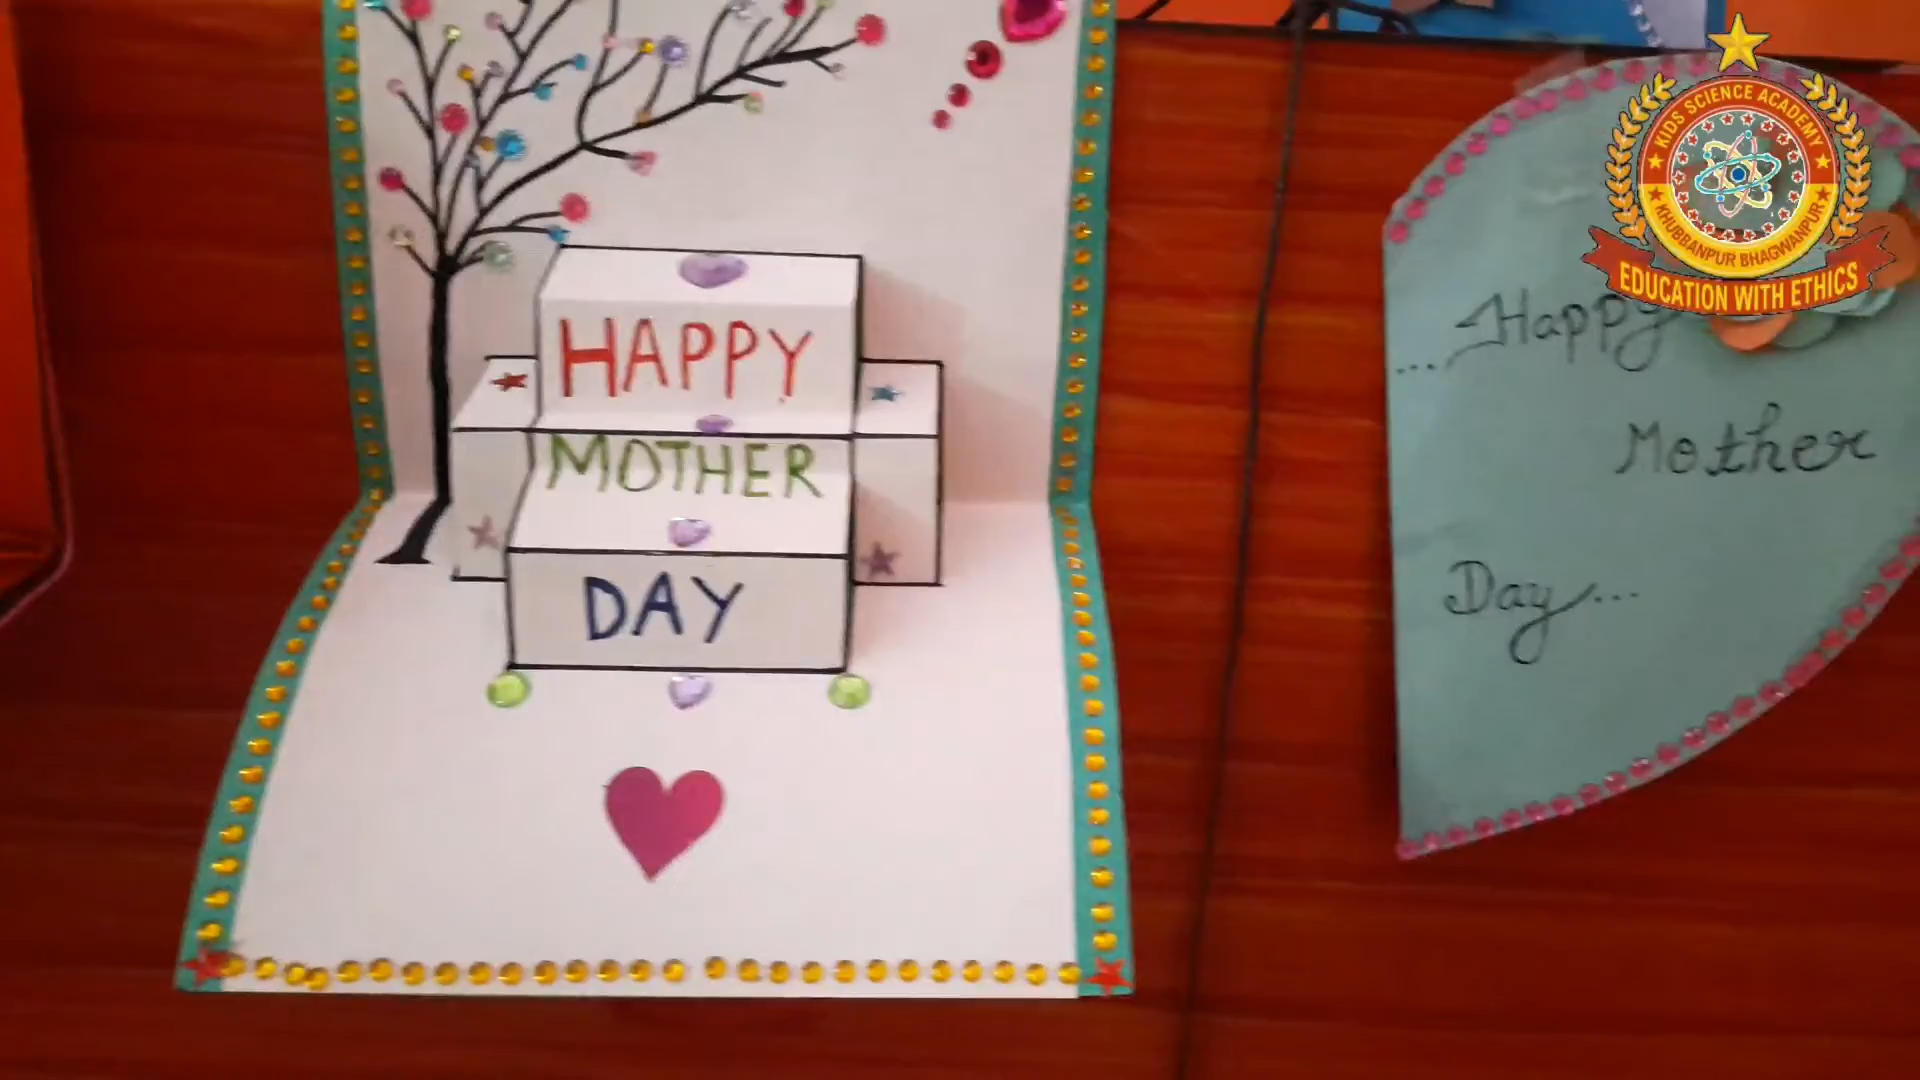 HAPPY
MOTHER
DAY
...Happy
Mother
Day...
KIDS SCIENCE ACADEMY
KHUBBANPUR BHAGWANPUR
EDUCATION WITH ETHICS